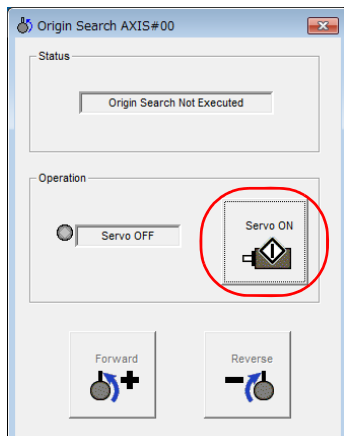 Origin Search AXIS#00
Status
Origin Search Not Executed
Operation
Servo OFF
Servo ON
Forward
Reverse